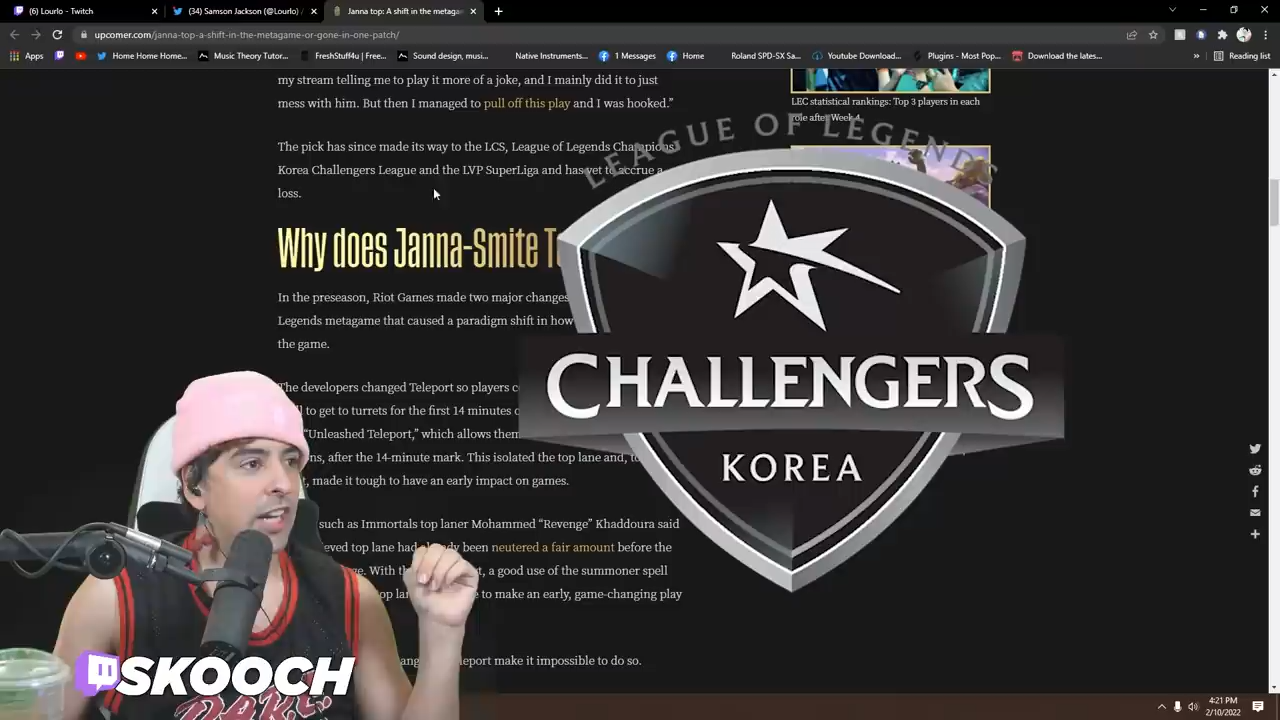 (6) Lourlo - Twitch
(34) Samson Jackson (@Lourlo) /
Janna top: A shift in the metaga
upcomer.com/janna-top-a-shift-in-the-metagame-or-gone-in-one-patch/
Apps
Home Home Home...
Music Theory Tutor...
FreshStuff4u | Free...
Sound design, musi...
Native Instruments...
1 Messages
Home
Roland SPD-SX Sa...
Youtube Download...
Plugins - Most Pop...
Download the lates...
»
Reading list
my stream telling me to play it more of a joke, and I mainly did it to just
mess with him. But then I managed to pull off this play and I was hooked.”
LEC statistical rankings: Top 3 players in each
role after Week 4
The pick has since made its way to the LCS, League of Legends Champions
Korea Challengers League and the LVP SuperLiga and has yet to accrue a
loss.
LEAGUE OF LEGENDS
CHALLENGERS
KOREA
Why does Janna-Smite T
In the preseason, Riot Games made two major changes
Legends metagame that caused a paradigm shift in how
the game.
The developers changed Teleport so players c
to get to turrets for the first 14 minutes
“Unleashed Teleport,” which allows them
after the 14-minute mark. This isolated the top lane and,
made it tough to have an early impact on games.
such as Immortals top laner Mohammed “Revenge” Khaddoura said
top lane had already been neutered a fair amount before the
With a good use of the summoner spell
to make an early, game-changing play
make it impossible to do so.
SKOOCH
4:21 PM
2/10/2022